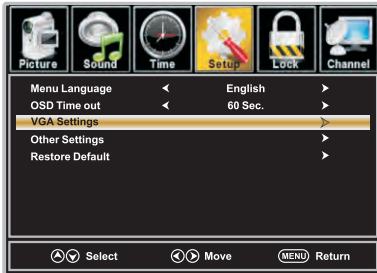 Picture Sound Time Setup Lock Channel
Menu Language English
OSD Time out 60 Sec.
VGA Settings
Other Settings
Restore Default
Select Move MENU Return